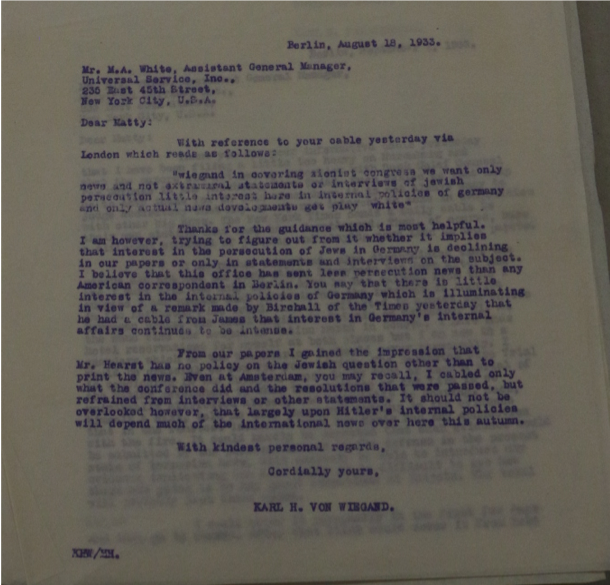 Berlin, August 18, 1933.
Mr. M.A. White, Assistant General Manager,
Universal Service, Inc.,
235 East 45th Street,
New York City, U.S.A.
Dear Matty:
With reference to your cable yesterday via
London which reads as follows:
"wiegand in covering zionist congress we want only
news and not extramural statements or interviews of jewish
persecution little interest here in internal policies of germany
and only actual news developments get play white"
Thanks for the guidance which is most helpful.
I am however, trying to figure out from it whether it implies
that interest in the persecution of Jews in Germany is declining
in our papers or only in statements and interviews on the subject.
I believe that this office has sent less persecution news than any
American correspondent in Berlin. You say that there is little
interest in the internal policies of Germany which is illuminating
in view of a remark made by Birchall of the Times yesterday that
he had a cable from James that interest in Germany's internal
affairs continues to be intense.
From our papers I gained the impression that
Mr. Hearst has no policy on the Jewish question other than to
print the news. Even at Amsterdam, you may recall, I cabled only
what the conference did and the resolutions that were passed, but
refrained from interviews or other statements. It should not be
overlooked however, that largely upon Hitler's internal policies
will depend much of the international news over here this autumn.
With kindest personal regards,
Cordially yours,
KARL H. VON WIEGAND.
KHW/MM.